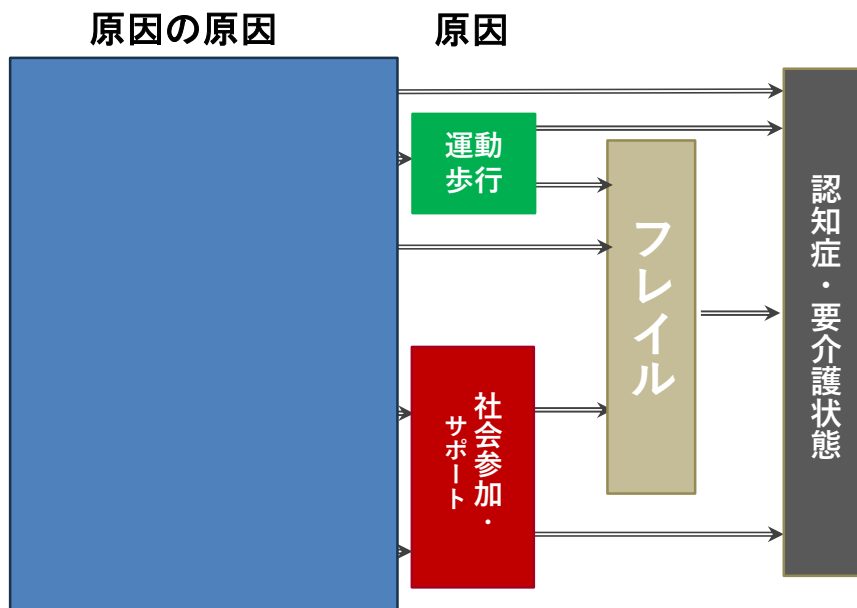 原因の原因
原因
運動
歩行
社会参加・
サポート
フレイル
認知症・要介護状態